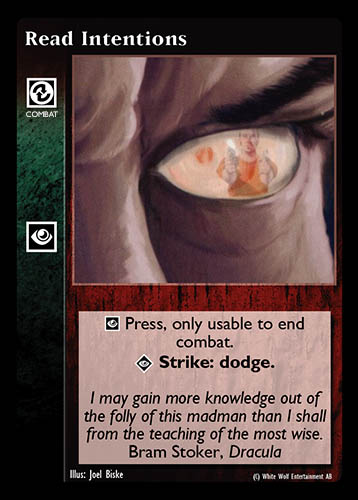 Read Intentions
COMBAT
Press, only usable to end
combat.
Strike: dodge.
I may gain more knowledge out of
the folly of this madman than I shall
from the teaching of the most wise.
Bram Stoker, Dracula
Illus: Joel Biske
(C) White Wolf Entertainment AB